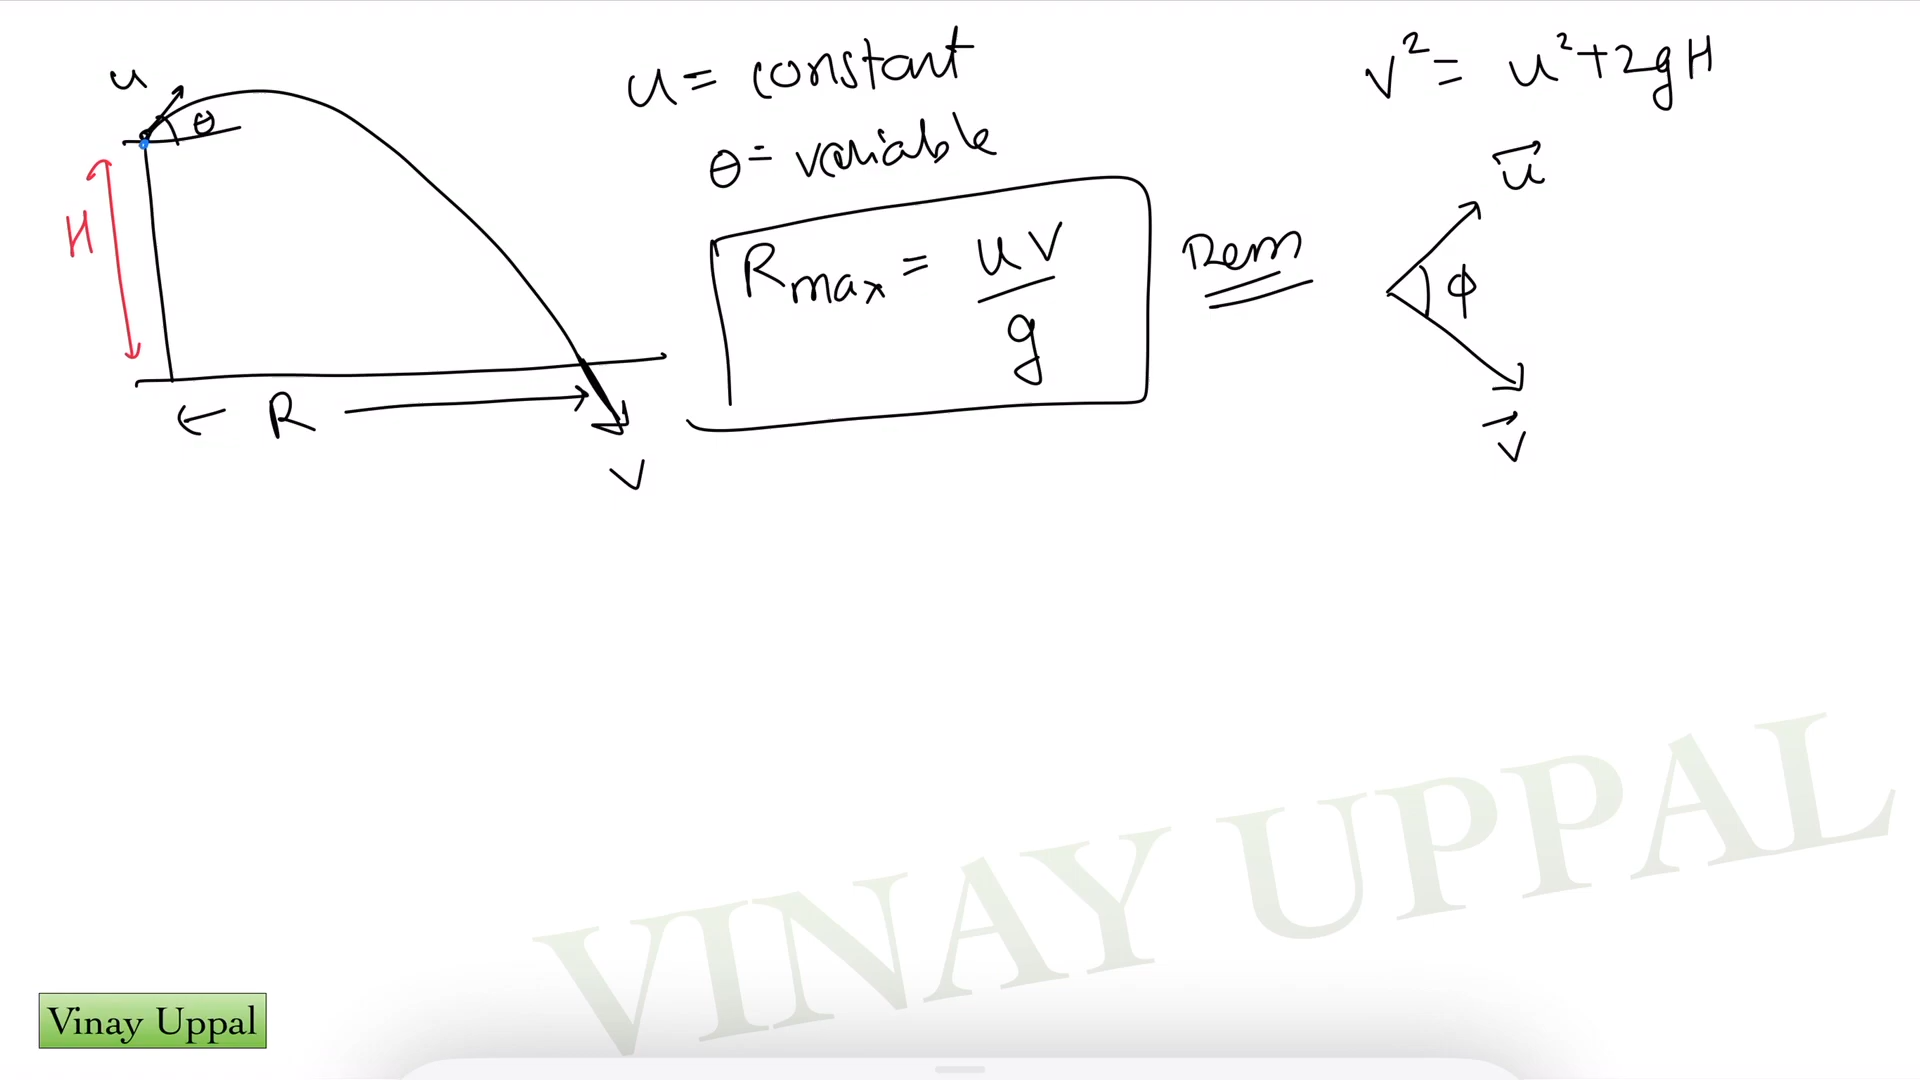 u
θ
H
R
V
u = constant
θ = variable
Rmax = uv/g
Rem
v² = u² + 2gH
u⃗
ϕ
v⃗
VINAY UPPAL
Vinay Uppal